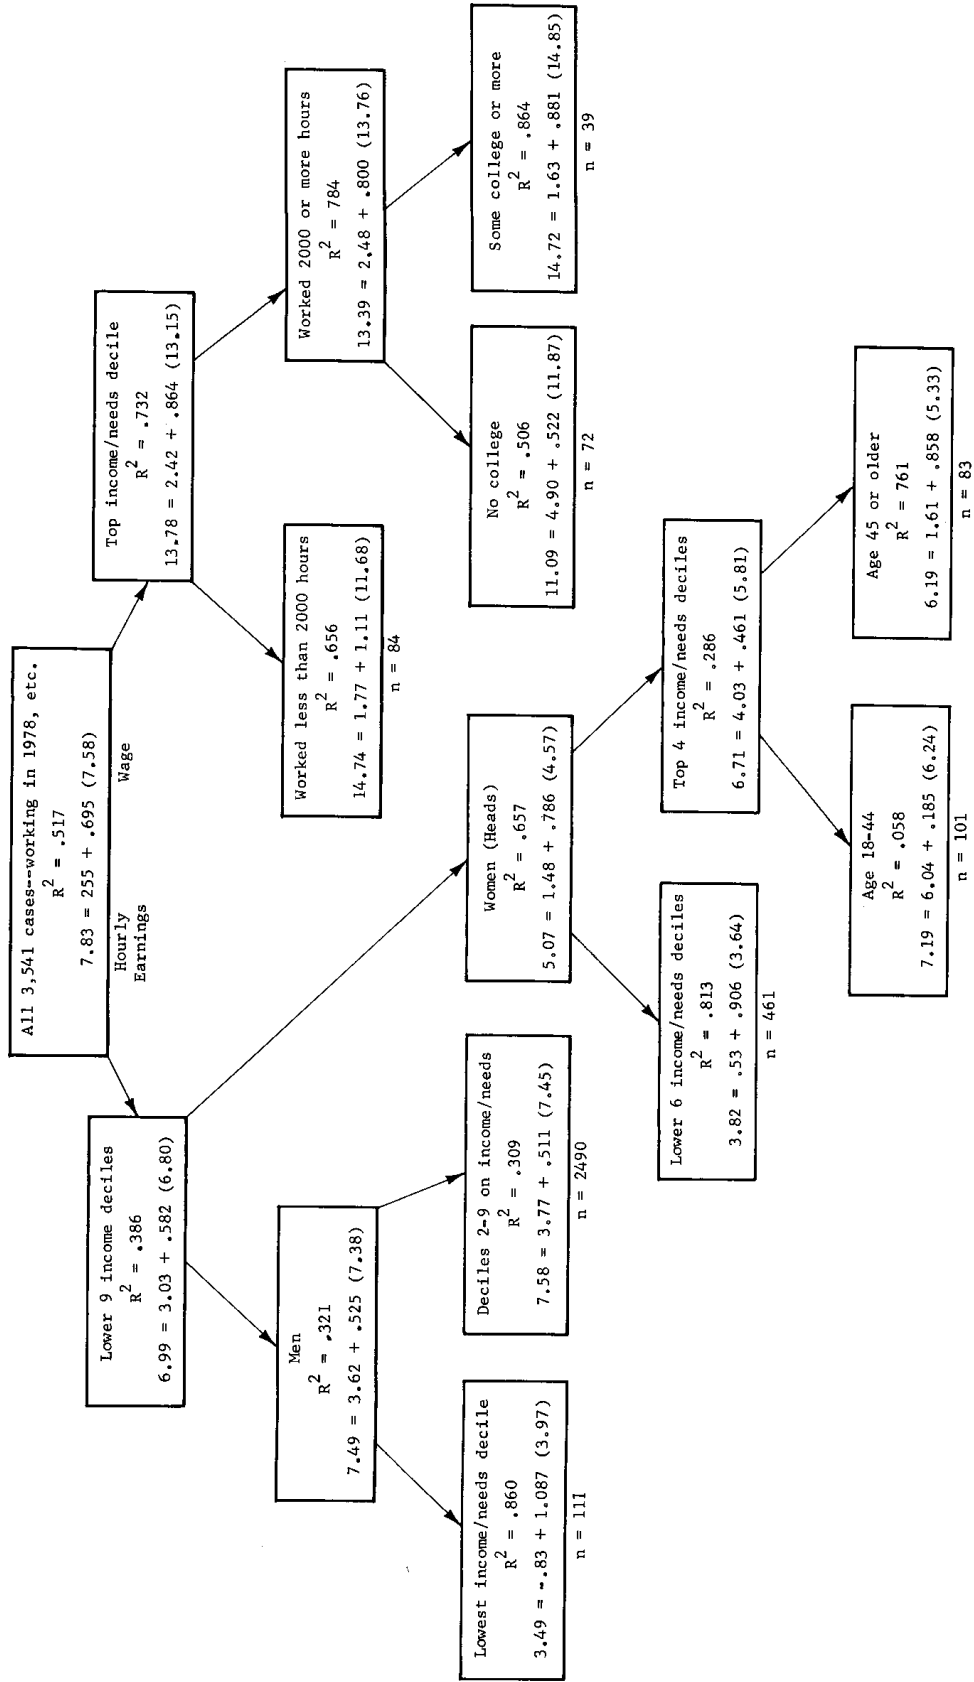 All 3,541 cases--working in 1978, etc.
R2 = .517
7.83 = 255 + .695 (7.58)
Hourly Earnings
Wage
Lower 9 income deciles
R2 = .386
6.99 = 3.03 + .582 (6.80)
Top income/needs decile
R2 = .732
13.78 = 2.42 + .864 (13.15)
Men
R2 = .321
7.49 = 3.62 + .525 (7.38)
Worked less than 2000 hours
R2 = .656
14.74 = 1.77 + 1.11 (11.68)
n = 84
Worked 2000 or more hours
R2 = 784
13.39 = 2.48 + .800 (13.76)
Lowest income/needs decile
R2 = .860
3.49 = -.83 + 1.087 (3.97)
n = 111
Deciles 2-9 on income/needs
R2 = .309
7.58 = 3.77 + .511 (7.45)
n = 2490
Women (Heads)
R2 = .657
5.07 = 1.48 + .786 (4.57)
No college
R2 = .506
11.09 = 4.90 + .522 (11.87)
n = 72
Some college or more
R2 = .864
14.72 = 1.63 + .881 (14.85)
n = 39
Lower 6 income/needs deciles
R2 = .813
3.82 = .53 + .906 (3.64)
n = 461
Top 4 income/needs deciles
R2 = .286
6.71 = 4.03 + .461 (5.81)
Age 18-44
R2 = .058
7.19 = 6.04 + .185 (6.24)
n = 101
Age 45 or older
R2 = 761
6.19 = 1.61 + .858 (5.33)
n = 83